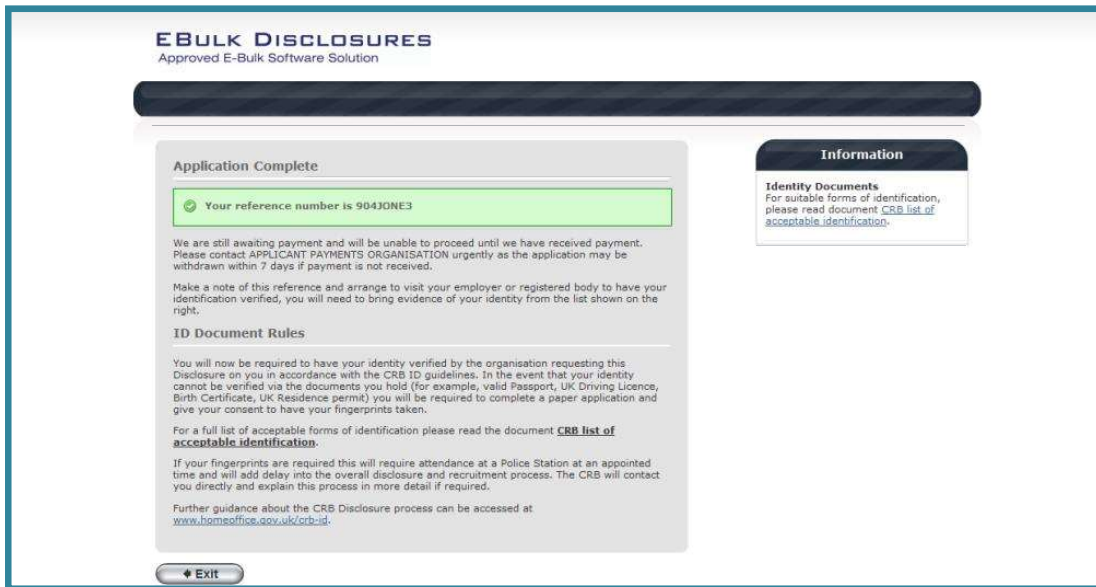 EBULK DISCLOSURES
Approved E-Bulk Software Solution
Application Complete
Your reference number is 904JONE3
We are still awaiting payment and will be unable to proceed until we have received payment.
Please contact APPLICANT PAYMENTS ORGANISATION urgently as the application may be
withdrawn within 7 days if payment is not received.
Make a note of this reference and arrange to visit your employer or registered body to have your
identification verified, you will need to bring evidence of your identity from the list shown on the
right.
ID Document Rules
You will now be required to have your identity verified by the organisation requesting this
Disclosure on you in accordance with the CRB ID guidelines. In the event that your identity
cannot be verified via the documents you hold (for example, valid Passport, UK Driving Licence,
Birth Certificate, UK Residence permit) you will be required to complete a paper application and
give your consent to have your fingerprints taken.
For a full list of acceptable forms of identification please read the document CRB list of
acceptable identification.
If your fingerprints are required this will require attendance at a Police Station at an appointed
time and will add delay into the overall disclosure and recruitment process. The CRB will contact
you directly and explain this process in more detail if required.
Further guidance about the CRB Disclosure process can be accessed at
www.homeoffice.gov.uk/crb-id.
Exit
Information
Identity Documents
For suitable forms of identification,
please read document CRB list of
acceptable identification.